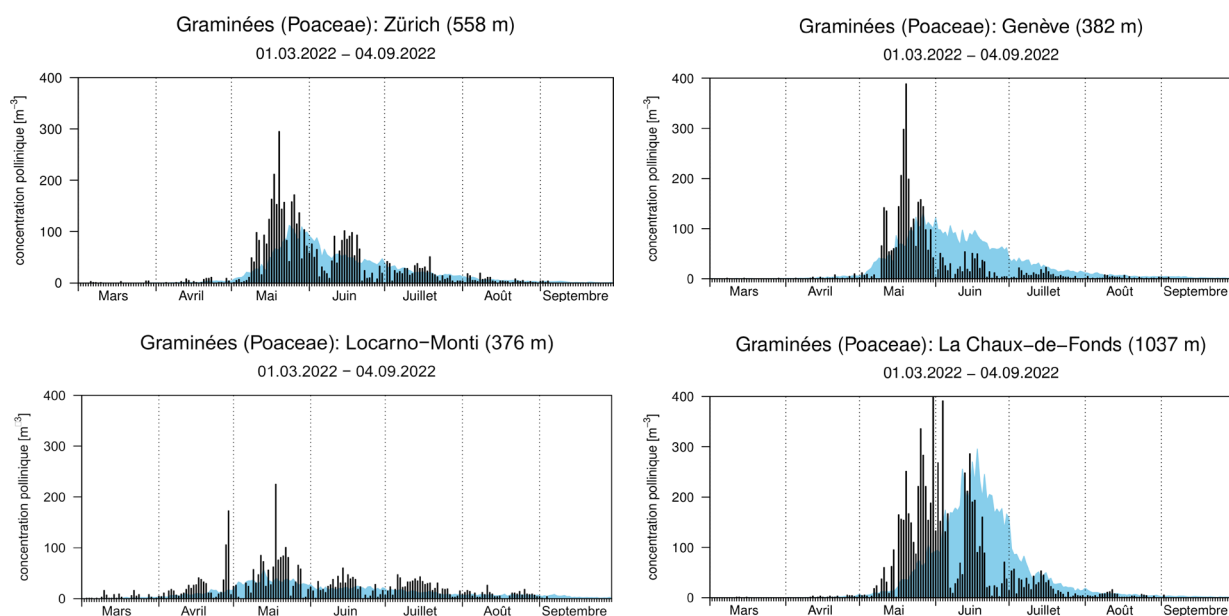 Graminées (Poaceae): Zürich (558 m)
01.03.2022 − 04.09.2022
concentration pollinique [m⁻³]
400
300
200
100
0
Mars Avril Mai Juin Juillet Août Septembre
Graminées (Poaceae): Genève (382 m)
01.03.2022 − 04.09.2022
concentration pollinique [m⁻³]
400
300
200
100
0
Mars Avril Mai Juin Juillet Août Septembre
Graminées (Poaceae): Locarno−Monti (376 m)
01.03.2022 − 04.09.2022
concentration pollinique [m⁻³]
400
300
200
100
0
Mars Avril Mai Juin Juillet Août Septembre
Graminées (Poaceae): La Chaux−de−Fonds (1037 m)
01.03.2022 − 04.09.2022
concentration pollinique [m⁻³]
400
300
200
100
0
Mars Avril Mai Juin Juillet Août Septembre